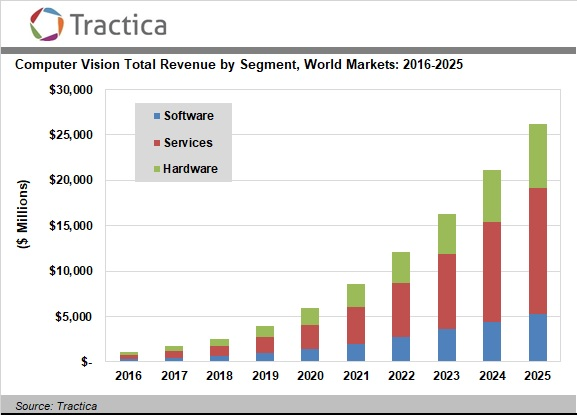 Tractica
Computer Vision Total Revenue by Segment, World Markets: 2016-2025
$30,000
$25,000
$20,000
$15,000
$10,000
$5,000
$-
($ Millions)
Software
Services
Hardware
2016 2017 2018 2019 2020 2021 2022 2023 2024 2025
Source: Tractica